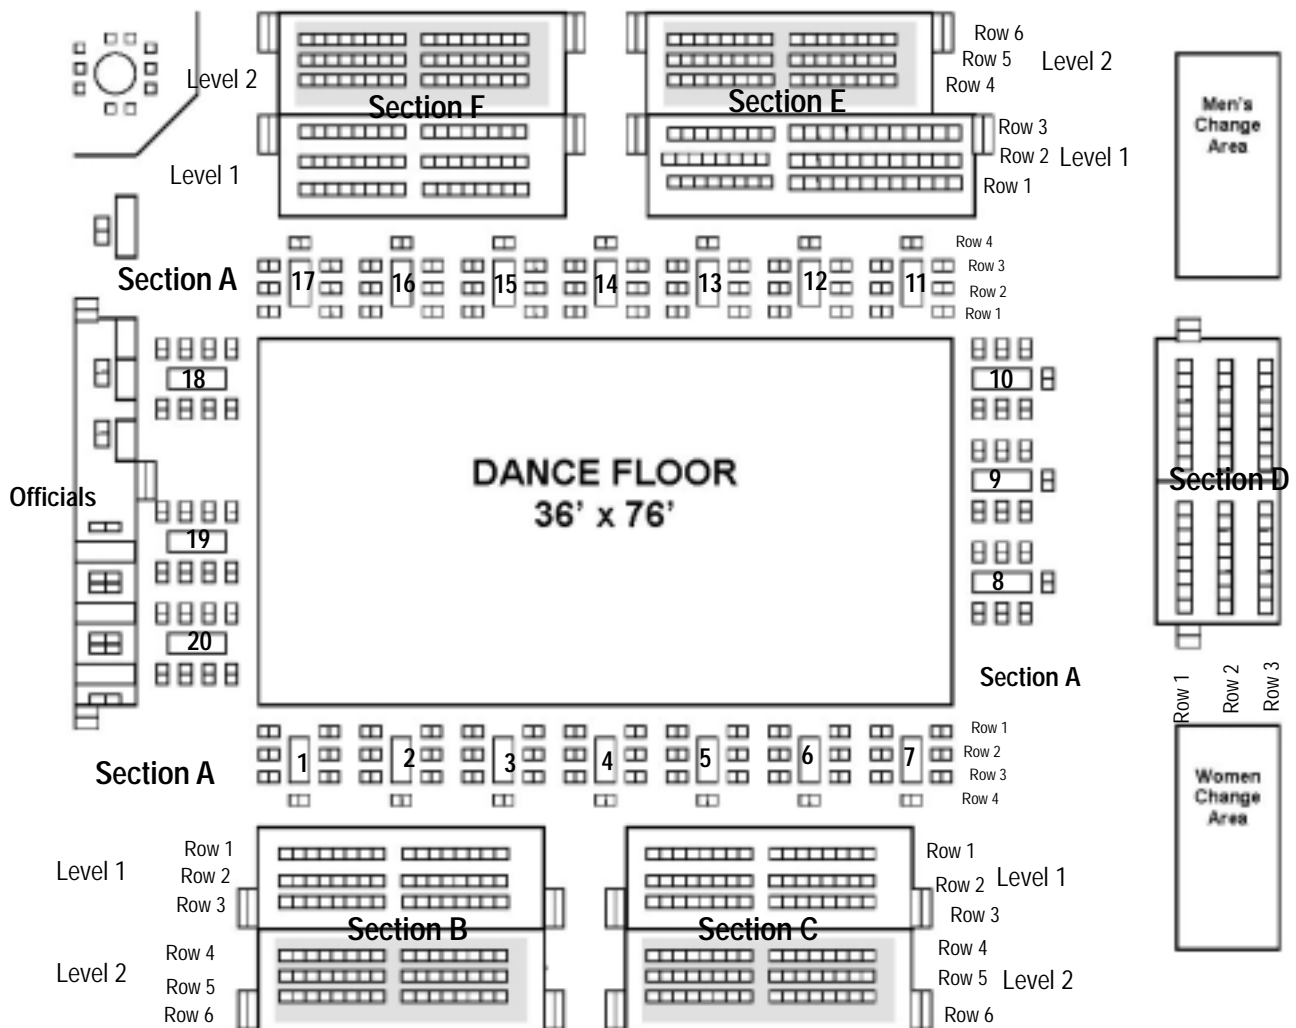 Row 6
Row 5
Level 2
Row 4
Level 2
Section F
Section E
Men's
Change
Area
Row 3
Row 2
Level 1
Row 1
Level 1
Row 4
Section A
17
16
15
14
13
12
11
Row 3
Row 2
Row 1
18
10
DANCE FLOOR
36' x 76'
9
Section D
Officials
19
8
20
Section A
Row 1
Row 2
Row 3
Section A
1
2
3
4
5
6
7
Row 1
Row 2
Row 3
Row 4
Women
Change
Area
Level 1
Row 1
Row 2
Row 3
Row 1
Row 2
Level 1
Row 3
Section B
Section C
Level 2
Row 4
Row 5
Row 6
Row 4
Row 5
Level 2
Row 6